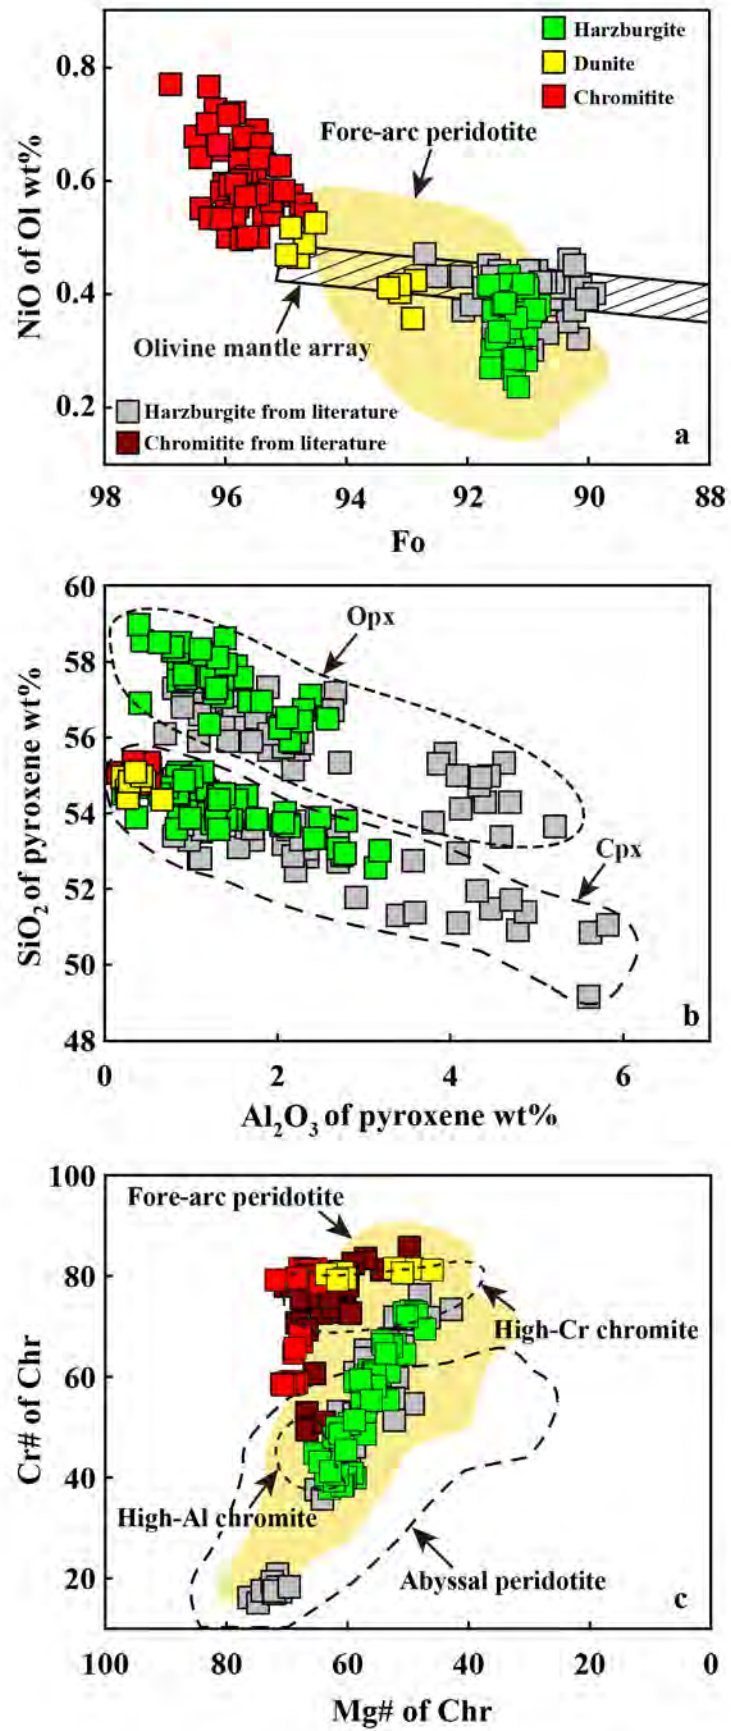 Harzburgite
Dunite
Chromitite
0.8
0.6
0.4
0.2
NiO of Ol wt%
Fore-arc peridotite
Olivine mantle array
Harzburgite from literature
Chromitite from literature
a
98 96 94 92 90 88
Fo
60
58
56
54
52
50
48
SiO₂ of pyroxene wt%
Opx
Cpx
b
0 2 4 6
Al₂O₃ of pyroxene wt%
100
80
60
40
20
Cr# of Chr
Fore-arc peridotite
High-Cr chromite
High-Al chromite
Abyssal peridotite
c
100 80 60 40 20 0
Mg# of Chr